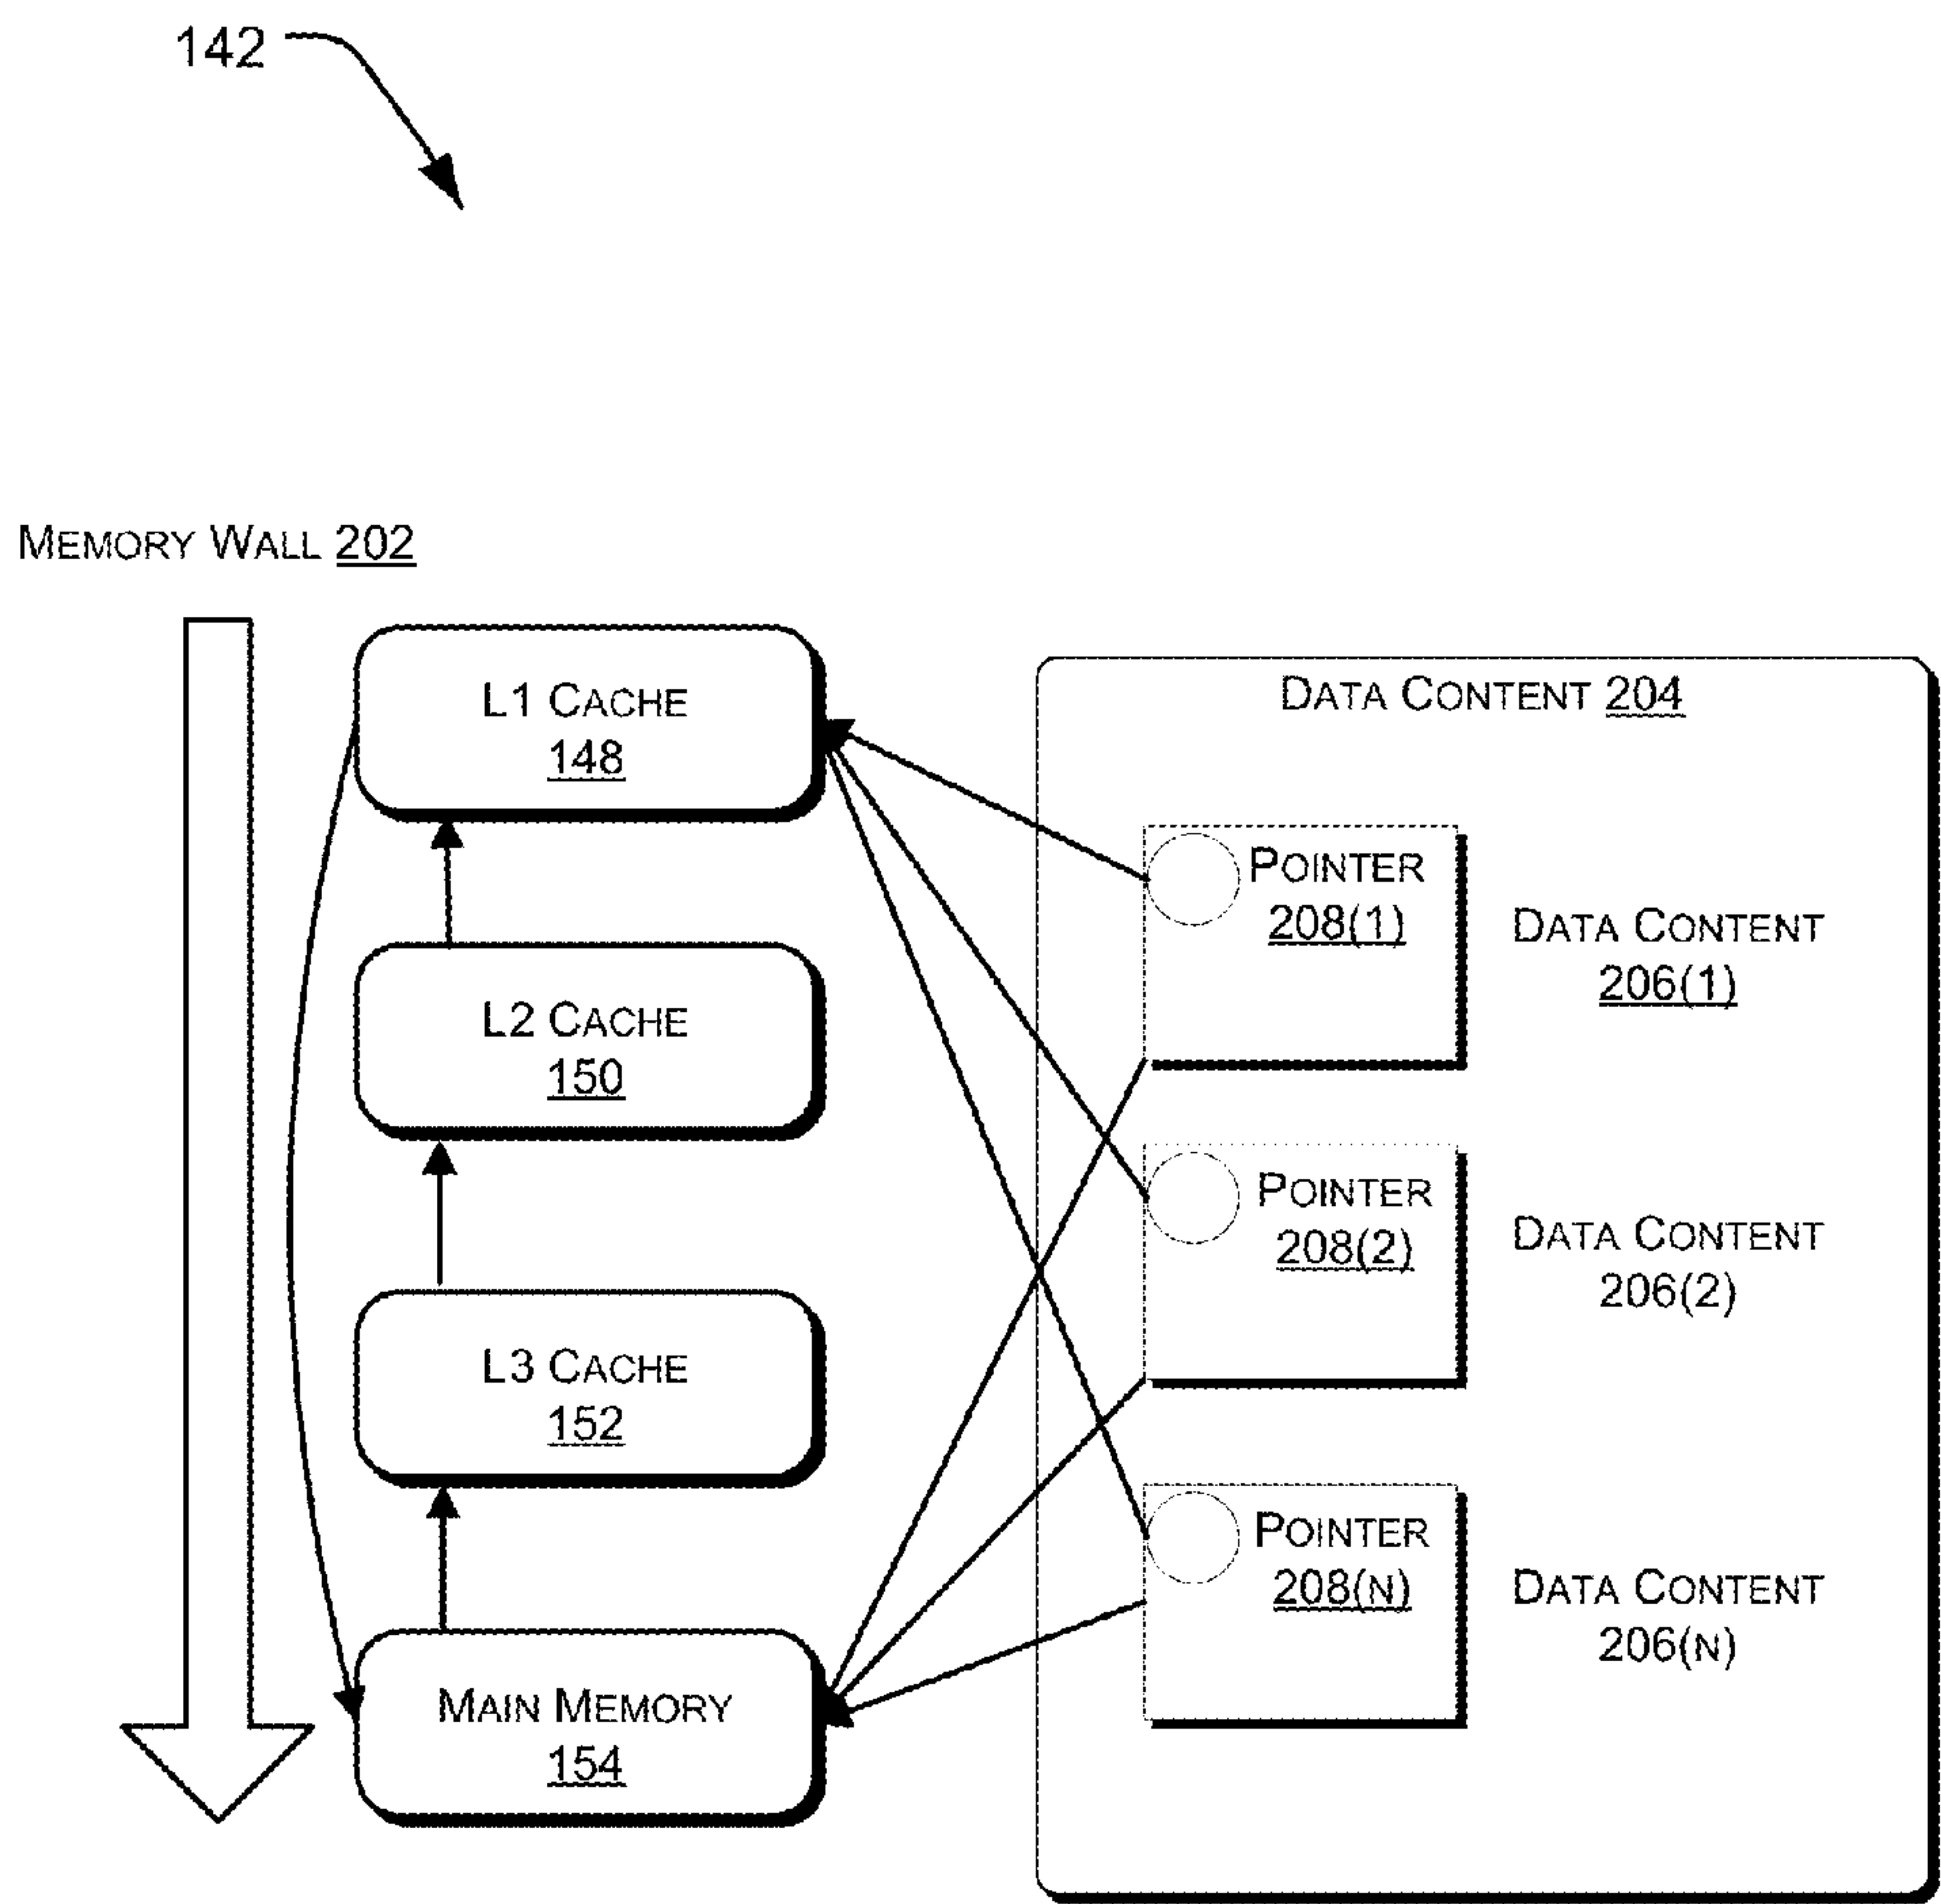 142
MEMORY WALL 202
L1 CACHE
148
L2 CACHE
150
L3 CACHE
152
MAIN MEMORY
154
DATA CONTENT 204
POINTER
208(1)
DATA CONTENT
206(1)
POINTER
208(2)
DATA CONTENT
206(2)
POINTER
208(N)
DATA CONTENT
206(N)